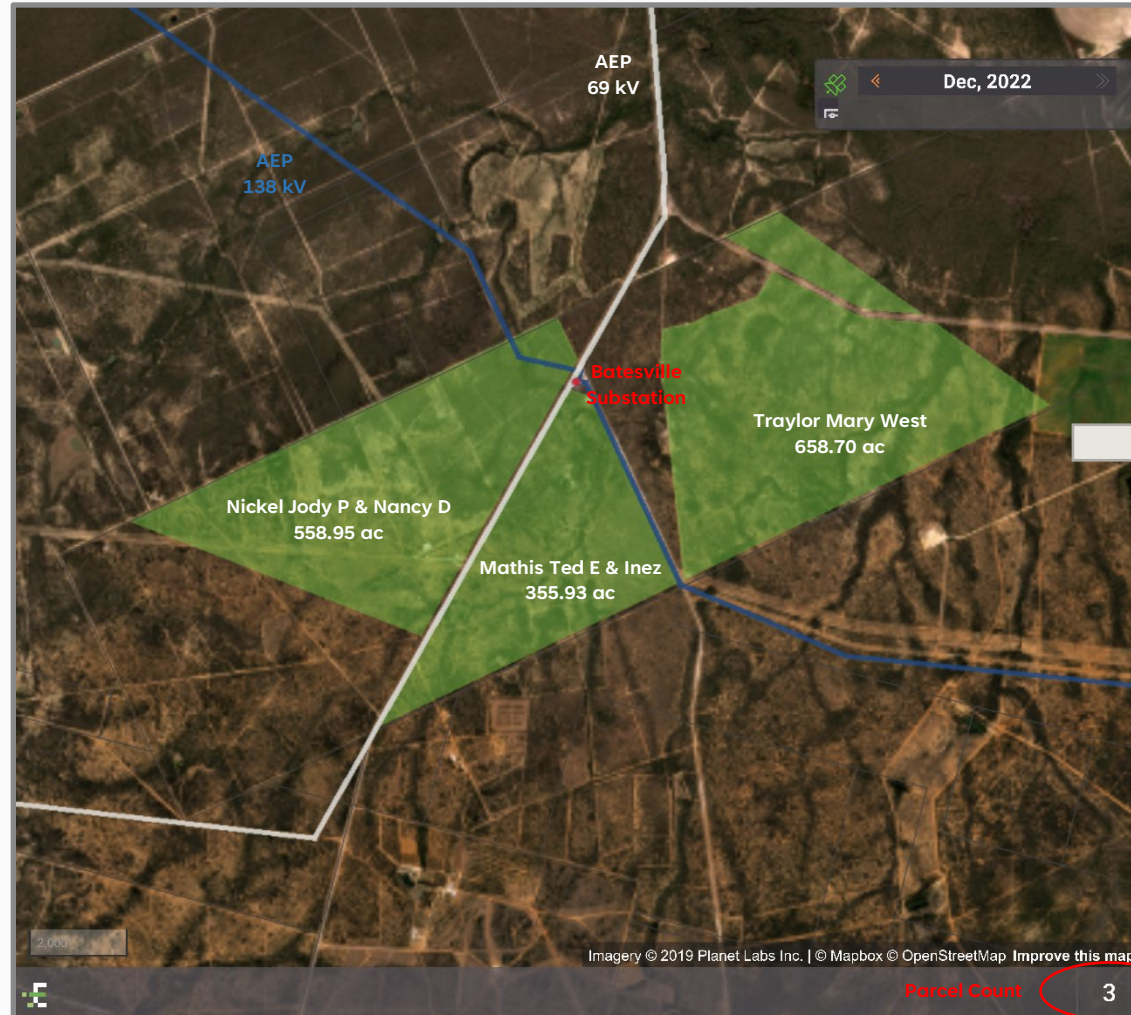 AEP
69 kV
Dec, 2022
AEP
138 kV
Batesville
Substation
Traylor Mary West
658.70 ac
Nickel Jody P & Nancy D
558.95 ac
Mathis Ted E & Inez
355.93 ac
2,000
Imagery © 2019 Planet Labs Inc. | © Mapbox © OpenStreetMap Improve this map
Parcel Count
3